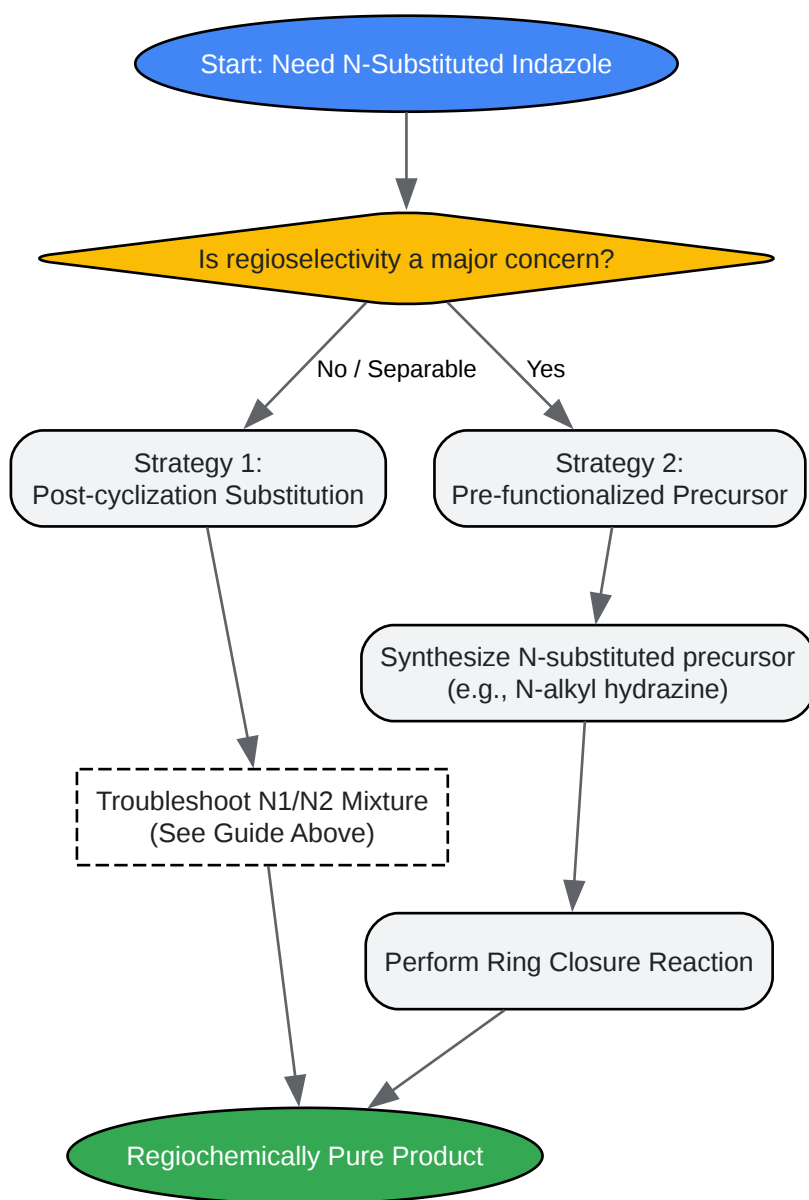 Start: Need N-Substituted Indazole
Is regioselectivity a major concern?
No / Separable
Yes
Strategy 1:
Post-cyclization Substitution
Strategy 2:
Pre-functionalized Precursor
Synthesize N-substituted precursor
(e.g., N-alkyl hydrazine)
Troubleshoot N1/N2 Mixture
(See Guide Above)
Perform Ring Closure Reaction
Regiochemically Pure Product